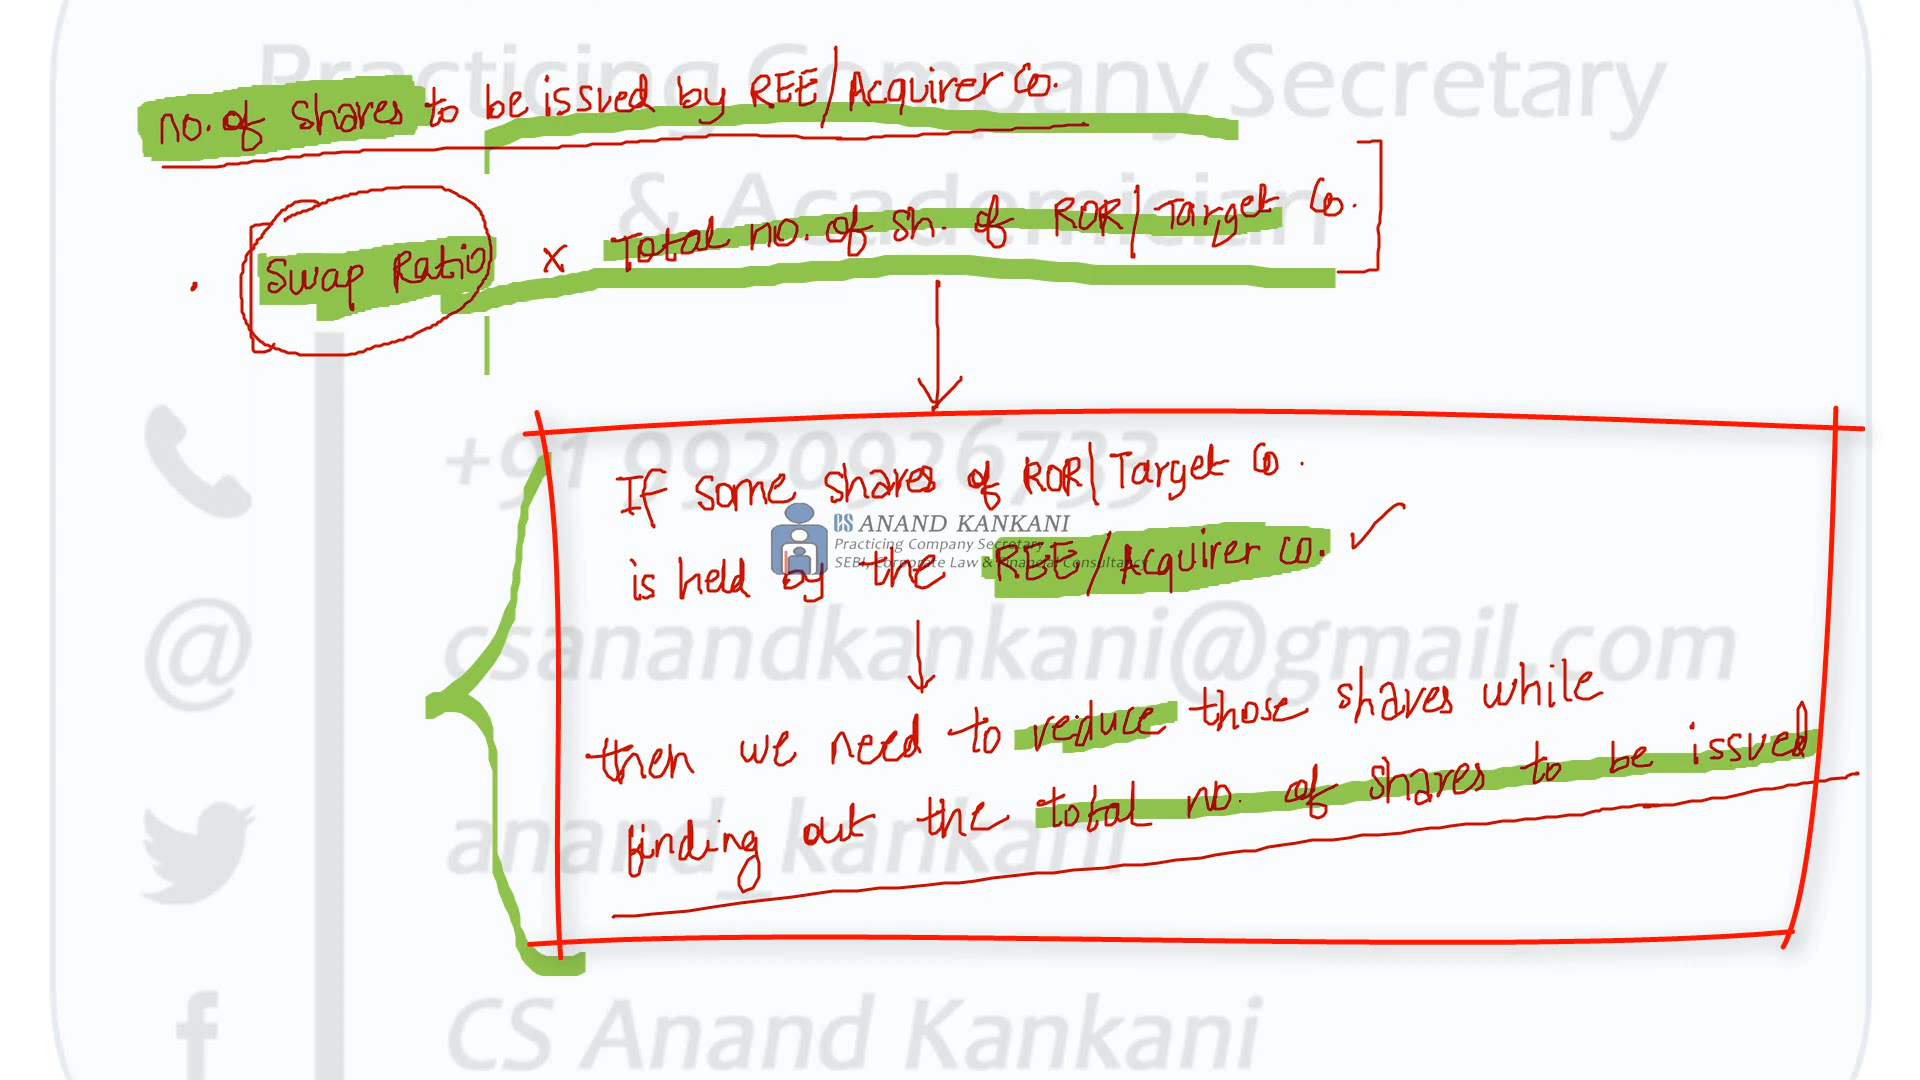 Practicing Company Secretary
& Academician
no. of shares to be issued by REE/Acquirer Co.
Swap Ratio x Total no. of sh. of ROR/Target Co.
+91 9920926733
If some shares of ROR/Target Co.
CS ANAND KANKANI
Practicing Company Secretary
SEBI, Corporate Law & Financial Consultancy
is held by the REE/Acquirer Co.
csanandkankani@gmail.com
then we need to reduce those shares while
finding out the total no. of shares to be issued
anand_kankani
CS Anand Kankani